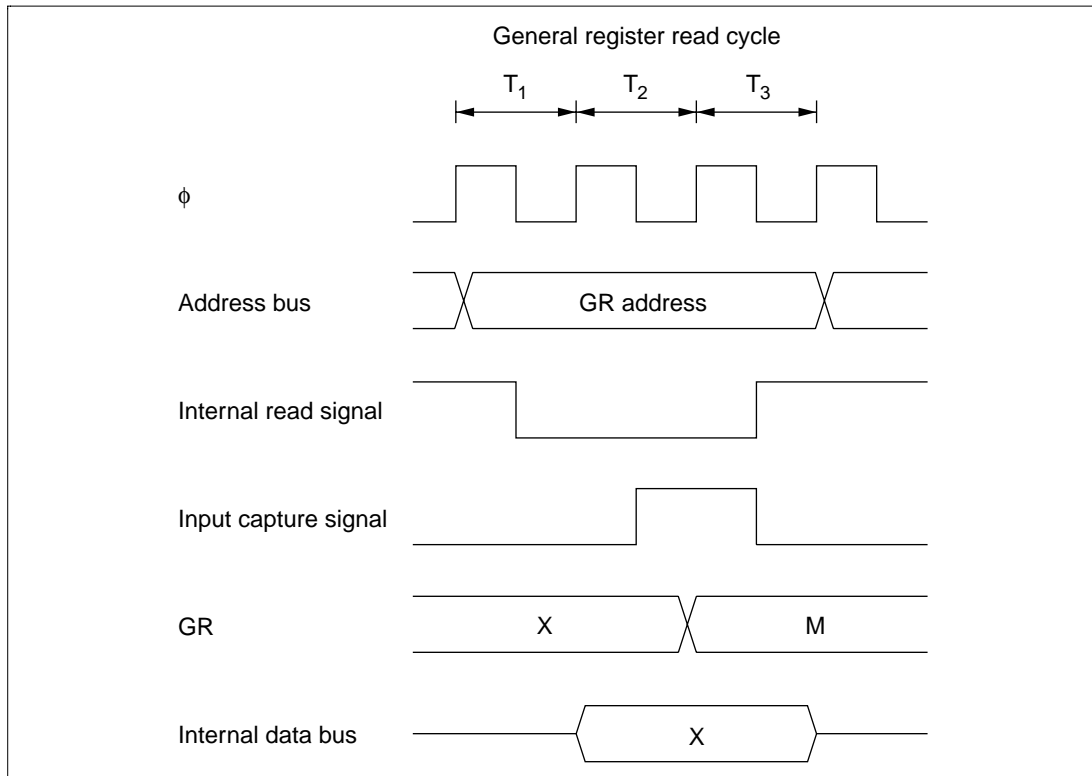 General register read cycle
T1 T2 T3
ϕ
Address bus GR address
Internal read signal
Input capture signal
GR X M
Internal data bus X